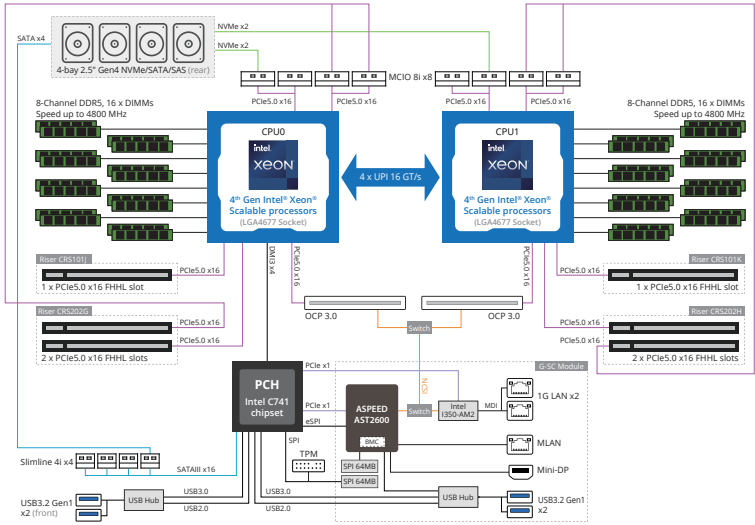 SATA x4
NVMe x2
NVMe x2
4-bay 2.5" Gen4 NVMe/SATA/SAS (rear)
MCIO 8i x8
PCIe5.0 x16
PCIe5.0 x16
PCIe5.0 x16
PCIe5.0 x16
8-Channel DDR5, 16 x DIMMs
Speed up to 4800 MHz
8-Channel DDR5, 16 x DIMMs
Speed up to 4800 MHz
CPU0
intel
xeon
4th Gen Intel® Xeon®
Scalable processors
(LGA4677 Socket)
4 x UPI 16 GT/s
CPU1
intel
xeon
4th Gen Intel® Xeon®
Scalable processors
(LGA4677 Socket)
DMI3 x4
PCIe5.0 x16
PCIe5.0 x16
Riser CRS101J
PCIe5.0 x16
1 x PCIe5.0 x16 FHHL slot
Riser CRS101K
PCIe5.0 x16
1 x PCIe5.0 x16 FHHL slot
OCP 3.0
OCP 3.0
Riser CRS202G
PCIe5.0 x16
PCIe5.0 x16
2 x PCIe5.0 x16 FHHL slots
Riser CRS202H
PCIe5.0 x16
PCIe5.0 x16
2 x PCIe5.0 x16 FHHL slots
Switch
G-SC Module
PCH
Intel C741
chipset
PCIe x1
PCIe x1
eSPI
SPI
ASPEED
AST2600
BMC
NCSI
Switch
Intel
I350-AM2
MDI
1G LAN x2
MLAN
Mini-DP
SPI 64MB
SPI 64MB
TPM
Slimline 4i x4
SATAIII x16
USB3.2 Gen1
x2 (front)
USB Hub
USB3.0
USB2.0
USB3.0
USB2.0
USB Hub
USB3.2 Gen1
x2